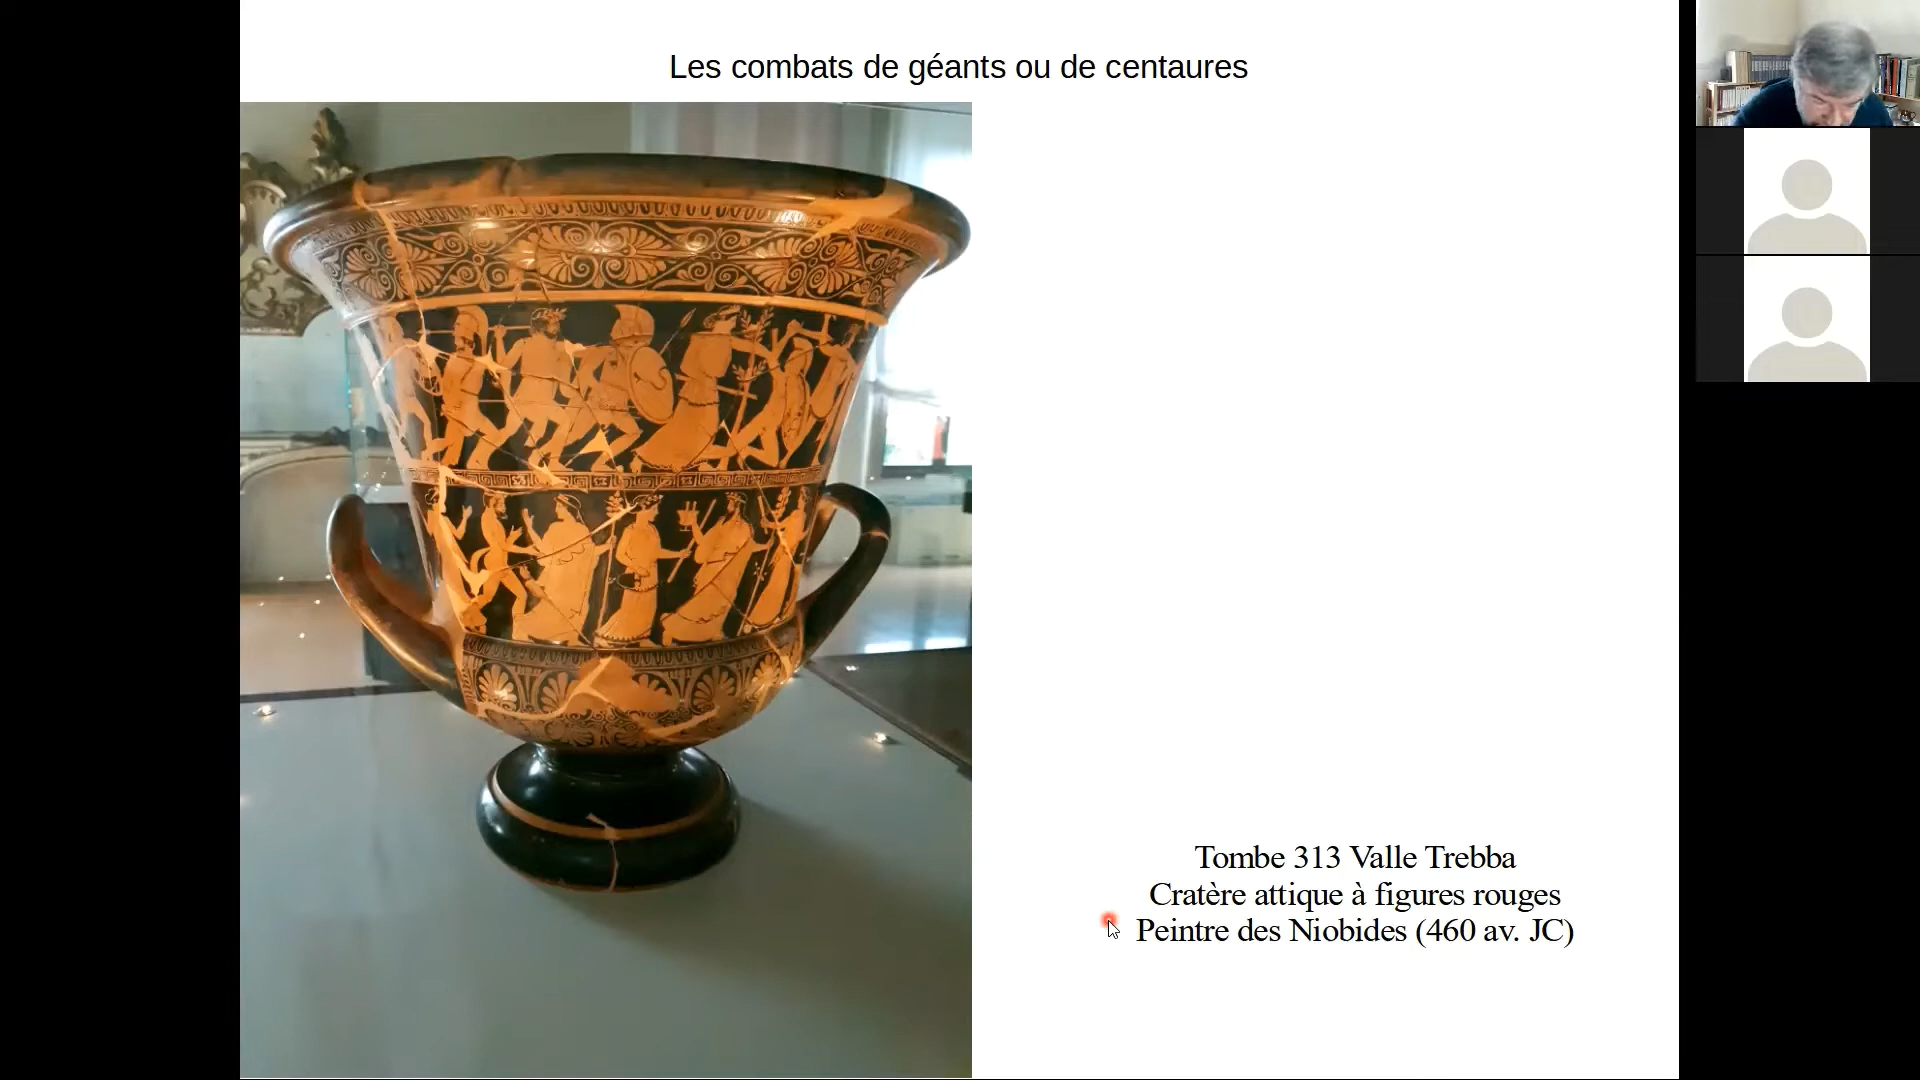 Les combats de géants ou de centaures
Tombe 313 Valle Trebba
Cratère attique à figures rouges
Peintre des Niobides (460 av. JC)